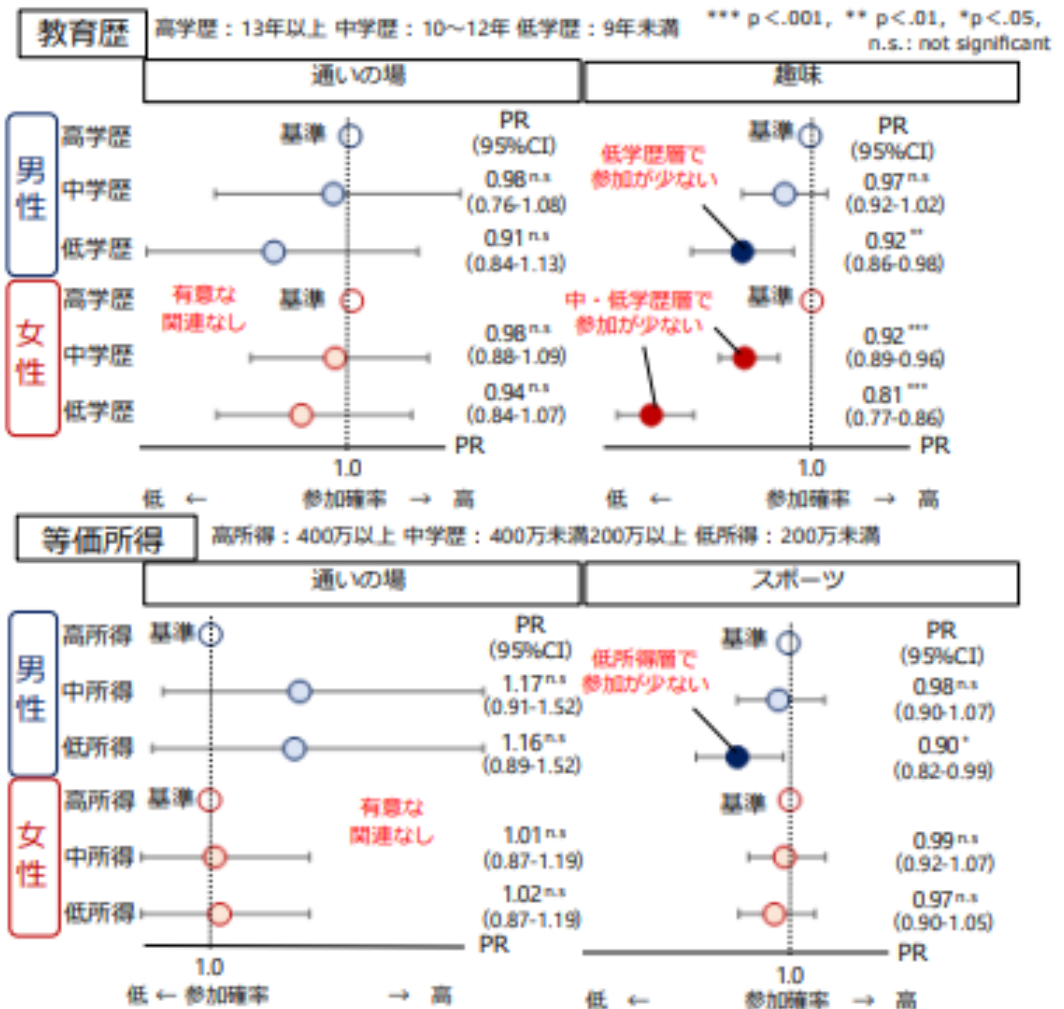 教育歴 高学歴：13年以上 中学歴：10～12年 低学歴：9年未満
*** p<.001, ** p<.01, *p<.05,
n.s.: not significant
通いの場 趣味
男性
高学歴 基準 PR
(95%CI)
基準 PR
(95%CI)
中学歴 0.98 n.s
(0.76-1.08)
低学歴層で
参加が少ない
0.97 n.s
(0.92-1.02)
低学歴 0.91 n.s
(0.84-1.13)
0.92 **
(0.86-0.98)
女性
高学歴 基準
有意な
関連なし
基準
中・低学歴層で
参加が少ない
中学歴 0.98 n.s
(0.88-1.09)
0.92 ***
(0.89-0.96)
低学歴 0.94 n.s
(0.84-1.07)
0.81 ***
(0.77-0.86)
PR PR
1.0 1.0
低 ← 参加確率 → 高 低 ← 参加確率 → 高
等価所得 高所得：400万以上 中学歴：400万未満200万以上 低所得：200万未満
通いの場 スポーツ
男性
高所得 基準 PR
(95%CI)
基準 PR
(95%CI)
中所得 1.17 n.s
(0.91-1.52)
低所得層で
参加が少ない
0.98 n.s
(0.90-1.07)
低所得 1.16 n.s
(0.89-1.52)
0.90 *
(0.82-0.99)
女性
高所得 基準
有意な
関連なし
基準
中所得 1.01 n.s
(0.87-1.19)
0.99 n.s
(0.92-1.07)
低所得 1.02 n.s
(0.87-1.19)
0.97 n.s
(0.90-1.05)
PR PR
1.0 1.0
低 ← 参加確率 → 高 低 ← 参加確率 → 高